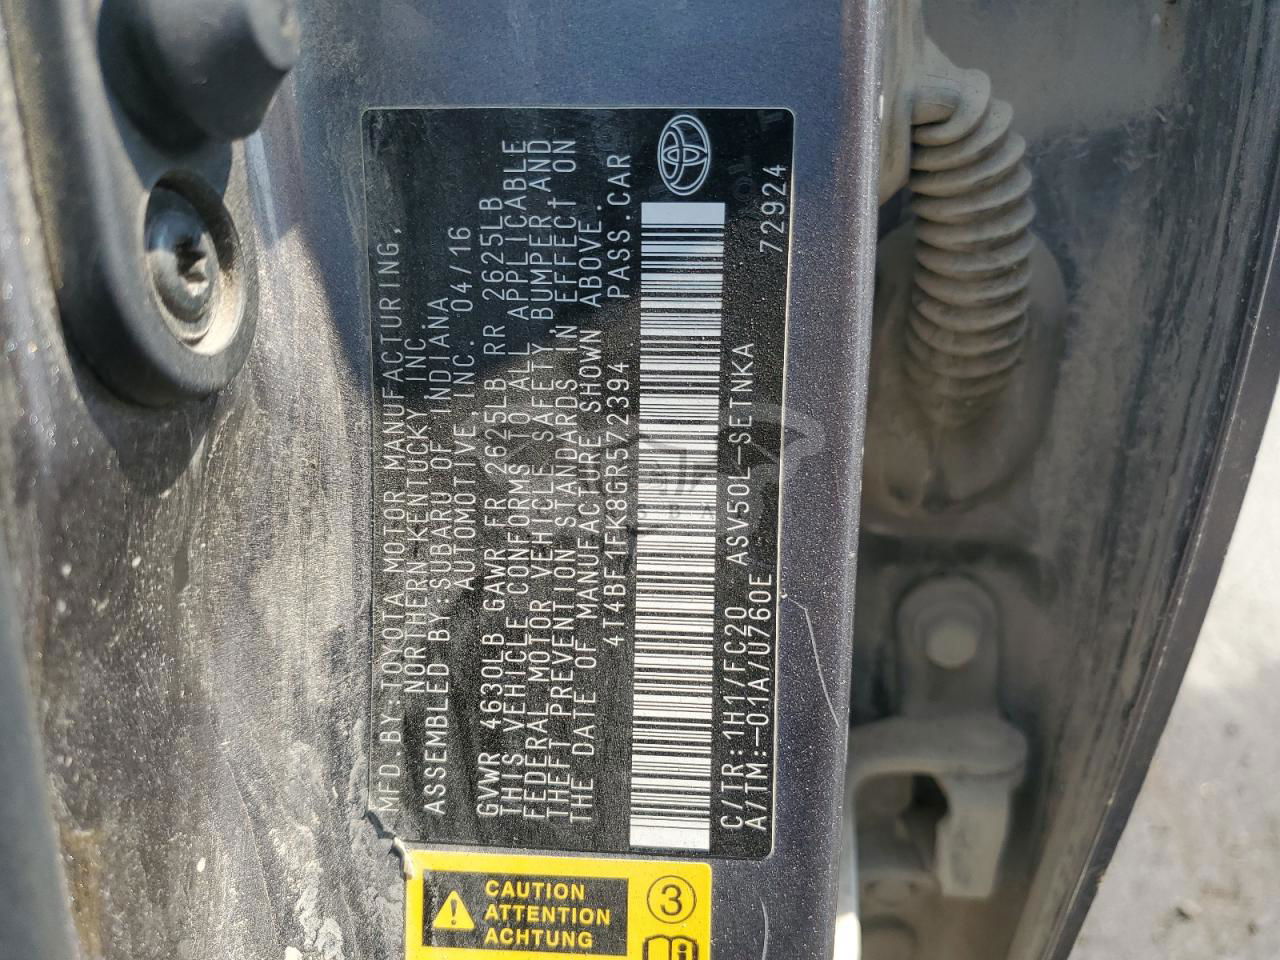 MFD.BY:TOYOTA MOTOR MANUFACTURING,
NORTHERN KENTUCKY INC.
ASSEMBLED BY:SUBARU OF INDIANA
AUTOMOTIVE,INC. 04/16
GVWR 4630LB GAWR FR 2625LB RR 2625LB
THIS VEHICLE CONFORMS TO ALL APPLICABLE
FEDERAL MOTOR VEHICLE SAFETY, BUMPER,AND
THEFT PREVENTION STANDARDS IN EFFECT ON
THE DATE OF MANUFACTURE SHOWN ABOVE.
4T4BF1FK8GR572394 PASS.CAR
C/TR:1H1/FC20 ASV50L-SETNKA
A/TM:-01A/U760E 72924
CAUTION
ATTENTION
ACHTUNG
3